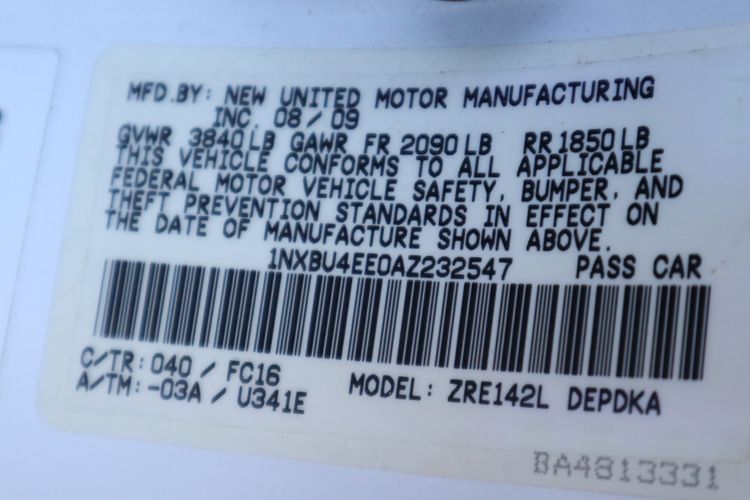 MFD.BY: NEW UNITED MOTOR MANUFACTURING
INC. 08/09
GVWR 3840LB GAWR FR 2090LB RR 1850LB
THIS VEHICLE CONFORMS TO ALL APPLICABLE
FEDERAL MOTOR VEHICLE SAFETY, BUMPER, AND
THEFT PREVENTION STANDARDS IN EFFECT ON
THE DATE OF MANUFACTURE SHOWN ABOVE.
1NXBU4EE0AZ232547 PASS CAR
C/TR: 040 / FC16
A/TM: -03A / U341E
MODEL: ZRE142L DEPDKA
BA4813331